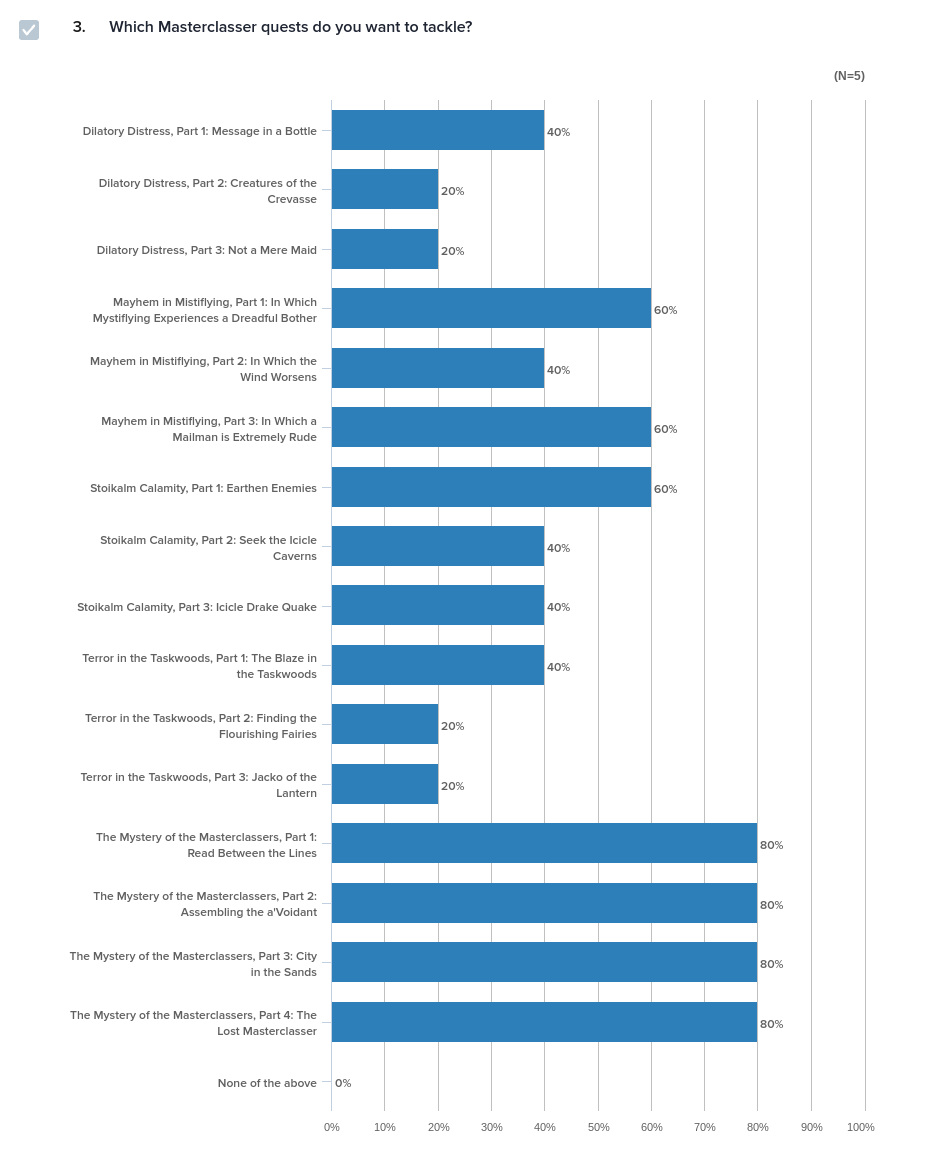 3. Which Masterclasser quests do you want to tackle?
(N=5)
Dilatory Distress, Part 1: Message in a Bottle
40%
Dilatory Distress, Part 2: Creatures of the
Crevasse
20%
Dilatory Distress, Part 3: Not a Mere Maid
20%
Mayhem in Mistiflying, Part 1: In Which
Mystiflying Experiences a Dreadful Bother
60%
Mayhem in Mistiflying, Part 2: In Which the
Wind Worsens
40%
Mayhem in Mistiflying, Part 3: In Which a
Mailman is Extremely Rude
60%
Stoikalm Calamity, Part 1: Earthen Enemies
60%
Stoikalm Calamity, Part 2: Seek the Icicle
Caverns
40%
Stoikalm Calamity, Part 3: Icicle Drake Quake
40%
Terror in the Taskwoods, Part 1: The Blaze in
the Taskwoods
40%
Terror in the Taskwoods, Part 2: Finding the
Flourishing Fairies
20%
Terror in the Taskwoods, Part 3: Jacko of the
Lantern
20%
The Mystery of the Masterclassers, Part 1:
Read Between the Lines
80%
The Mystery of the Masterclassers, Part 2:
Assembling the a'Voidant
80%
The Mystery of the Masterclassers, Part 3: City
in the Sands
80%
The Mystery of the Masterclassers, Part 4: The
Lost Masterclasser
80%
None of the above
0%
0% 10% 20% 30% 40% 50% 60% 70% 80% 90% 100%